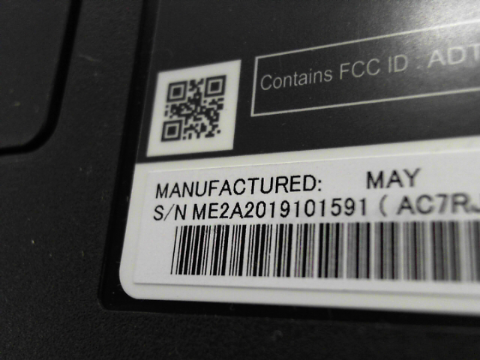 Contains FCC ID : ADT
MANUFACTURED: MAY
S/N ME2A2019101591 ( AC7RJ